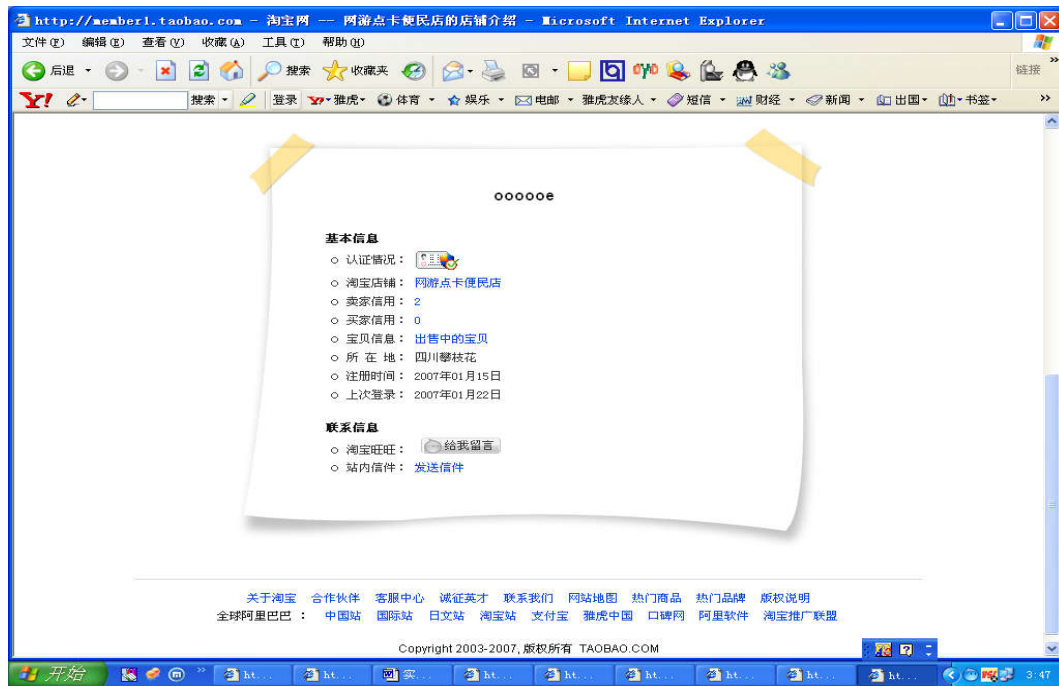 http://member1.taobao.com - 淘宝网 -- 网游点卡便民店的店铺介绍 - Microsoft Internet Explorer
文件(F) 编辑(E) 查看(V) 收藏(A) 工具(T) 帮助(H)
后退 搜索 收藏夹 链接 »
Y! 搜索 登录 雅虎 体育 娱乐 电邮 雅虎友缘人 短信 财经 新闻 出国 书签 »
oooooe
基本信息
认证情况：
淘宝店铺： 网游点卡便民店
卖家信用： 2
买家信用： 0
宝贝信息： 出售中的宝贝
所 在 地： 四川攀枝花
注册时间： 2007年01月15日
上次登录： 2007年01月22日
联系信息
淘宝旺旺： 给我留言
站内信件： 发送信件
关于淘宝 合作伙伴 客服中心 诚征英才 联系我们 网站地图 热门商品 热门品牌 版权说明
全球阿里巴巴 ： 中国站 国际站 日文站 淘宝站 支付宝 雅虎中国 口碑网 阿里软件 淘宝推广联盟
Copyright 2003-2007, 版权所有 TAOBAO.COM
开始 » ht... ht... 实... ht... ht... ht... ht... ht... ht... 3:47